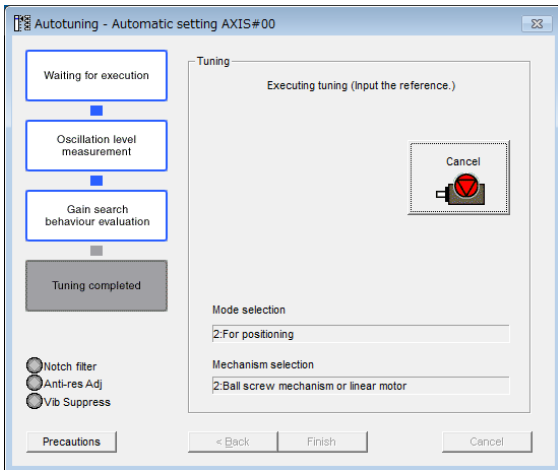 Autotuning - Automatic setting AXIS#00
Waiting for execution
Oscillation level
measurement
Gain search
behaviour evaluation
Tuning completed
Notch filter
Anti-res Adj
Vib Suppress
Precautions
Tuning
Executing tuning (Input the reference.)
Cancel
Mode selection
2:For positioning
Mechanism selection
2:Ball screw mechanism or linear motor
< Back
Finish
Cancel